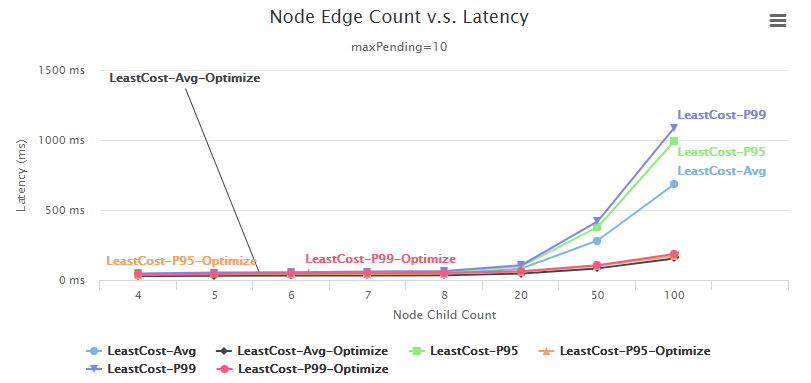 Node Edge Count v.s. Latency
maxPending=10
1500 ms
LeastCost-Avg-Optimize
LeastCost-P99
1000 ms
LeastCost-P95
LeastCost-Avg
Latency (ms)
500 ms
LeastCost-P95-Optimize
LeastCost-P99-Optimize
0 ms
4 5 6 7 8 20 50 100
Node Child Count
LeastCost-Avg LeastCost-Avg-Optimize LeastCost-P95 LeastCost-P95-Optimize
LeastCost-P99 LeastCost-P99-Optimize